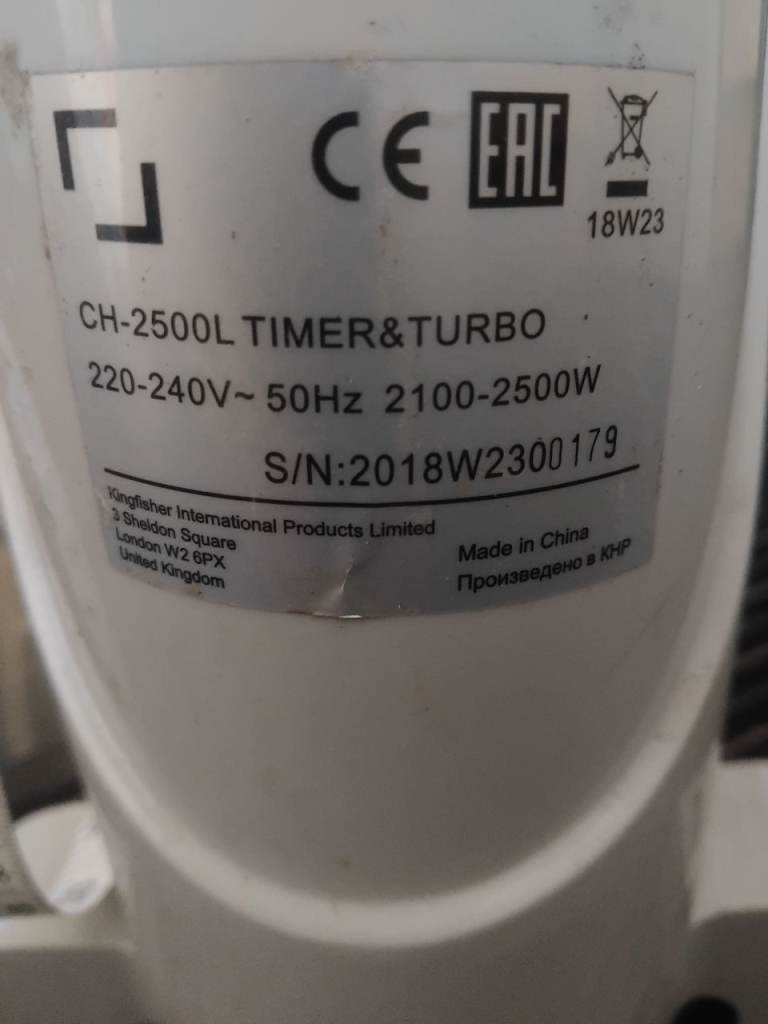 CE EAC
18W23
CH-2500L TIMER&TURBO
220-240V~ 50Hz 2100-2500W
S/N:2018W2300179
Kingfisher International Products Limited
3 Sheldon Square
London W2 6PX
United Kingdom
Made in China
Произведено в КНР